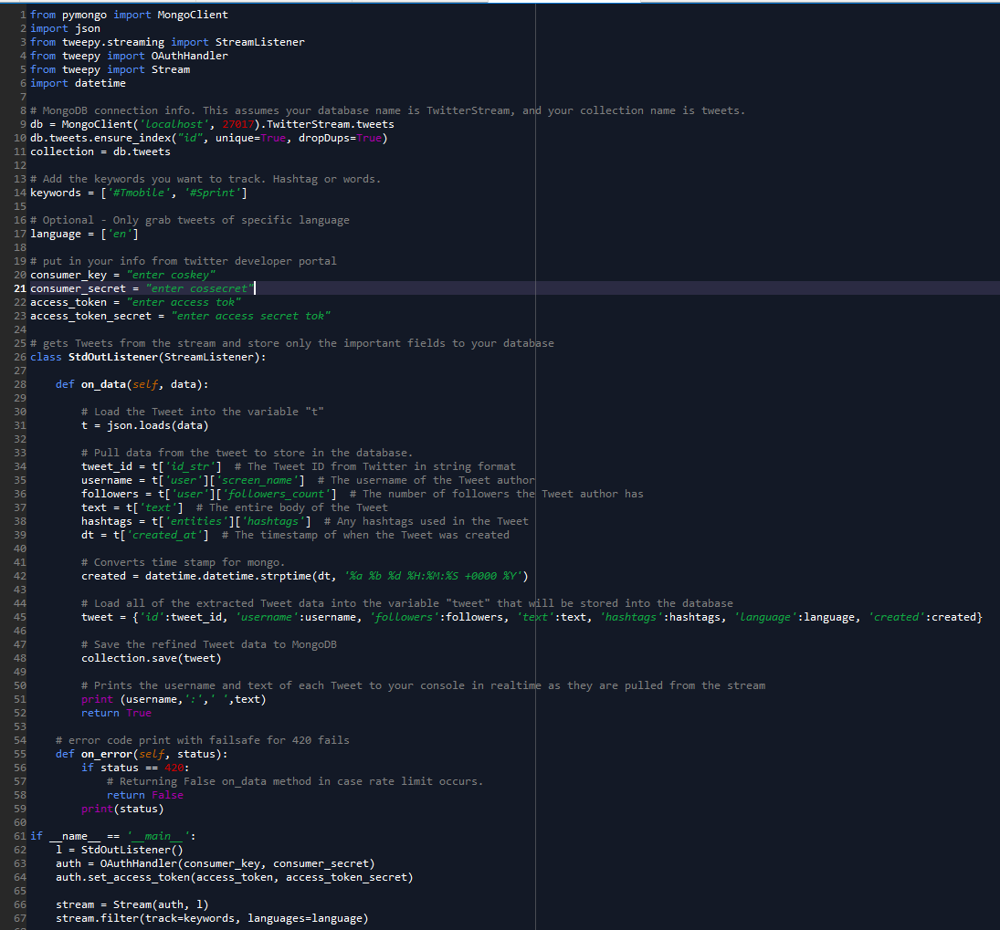 1 from pymongo import MongoClient
2 import json
3 from tweepy.streaming import StreamListener
4 from tweepy import OAuthHandler
5 from tweepy import Stream
6 import datetime
7
8 # MongoDB connection info. This assumes your database name is TwitterStream, and your collection name is tweets.
9 db = MongoClient('localhost', 27017).TwitterStream.tweets
10 db.tweets.ensure_index("id", unique=True, dropDups=True)
11 collection = db.tweets
12
13 # Add the keywords you want to track. Hashtag or words.
14 keywords = ['#Tmobile', '#Sprint']
15
16 # Optional - Only grab tweets of specific language
17 language = ['en']
18
19 # put in your info from twitter developer portal
20 consumer_key = "enter coskey"
21 consumer_secret = "enter cossecret"
22 access_token = "enter access tok"
23 access_token_secret = "enter access secret tok"
24
25 # gets Tweets from the stream and store only the important fields to your database
26 class StdOutListener(StreamListener):
27
28     def on_data(self, data):
29
30         # Load the Tweet into the variable "t"
31         t = json.loads(data)
32
33         # Pull data from the tweet to store in the database.
34         tweet_id = t['id_str']  # The Tweet ID from Twitter in string format
35         username = t['user']['screen_name']  # The username of the Tweet author
36         followers = t['user']['followers_count']  # The number of followers the Tweet author has
37         text = t['text']  # The entire body of the Tweet
38         hashtags = t['entities']['hashtags']  # Any hashtags used in the Tweet
39         dt = t['created_at']  # The timestamp of when the Tweet was created
40
41         # Converts time stamp for mongo.
42         created = datetime.datetime.strptime(dt, '%a %b %d %H:%M:%S +0000 %Y')
43
44         # Load all of the extracted Tweet data into the variable "tweet" that will be stored into the database
45         tweet = {'id':tweet_id, 'username':username, 'followers':followers, 'text':text, 'hashtags':hashtags, 'language':language, 'created':created}
46
47         # Save the refined Tweet data to MongoDB
48         collection.save(tweet)
49
50         # Prints the username and text of each Tweet to your console in realtime as they are pulled from the stream
51         print (username,':',' ',text)
52         return True
53
54     # error code print with failsafe for 420 fails
55     def on_error(self, status):
56         if status == 420:
57             # Returning False on_data method in case rate limit occurs.
58             return False
59         print(status)
60
61 if __name__ == '__main__':
62     l = StdOutListener()
63     auth = OAuthHandler(consumer_key, consumer_secret)
64     auth.set_access_token(access_token, access_token_secret)
65
66     stream = Stream(auth, l)
67     stream.filter(track=keywords, languages=language)